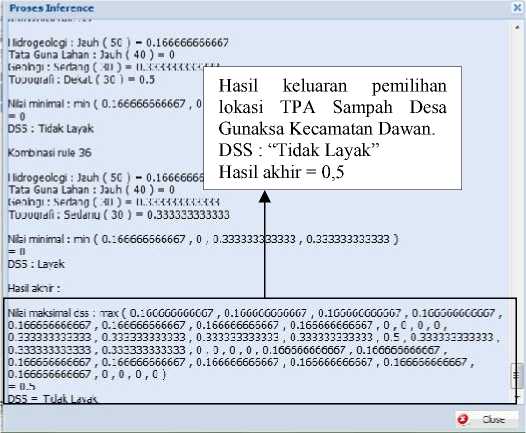 Proses Inference
Hidrogeologi : Jauh ( 50 ) = 0.166666666667
Tata Guna Lahan : Jauh ( 40 ) = 0
Geologi : Sedang ( 30 ) = 0.333333333333
Topografi : Dekat ( 30 ) = 0.5
Nilai minimal : min ( 0.166666666667 , 0
= 0
DSS : Tidak Layak
Kombinasi rule 36
Hidrogeologi : Jauh ( 50 ) = 0.16666666666
Tata Guna Lahan : Jauh ( 40 ) = 0
Geologi : Sedang ( 30 ) = 0.333333333333
Topografi : Sedang ( 30 ) = 0.333333333333
Nilai minimal : min ( 0.166666666667 , 0 , 0.333333333333 , 0.333333333333 )
= 0
DSS : Layak
Hasil akhir :
Nilai maksimal dss : max ( 0.166666666667 , 0.166666666667 , 0.166666666667 , 0.166666666667 ,
0.166666666667 , 0.166666666667 , 0.166666666667 , 0.166666666667 , 0 , 0 , 0 , 0 ,
0.333333333333 , 0.333333333333 , 0.333333333333 , 0.333333333333 , 0.5 , 0.333333333333 ,
0.333333333333 , 0.333333333333 , 0 , 0 , 0 , 0 , 0.166666666667 , 0.166666666667 ,
0.166666666667 , 0.166666666667 , 0.166666666667 , 0.166666666667 , 0.166666666667 ,
0.166666666667 , 0 , 0 , 0 , 0 )
= 0.5
DSS = Tidak Layak
Hasil keluaran pemilihan
lokasi TPA Sampah Desa
Gunaksa Kecamatan Dawan.
DSS : “Tidak Layak”
Hasil akhir = 0,5
Close